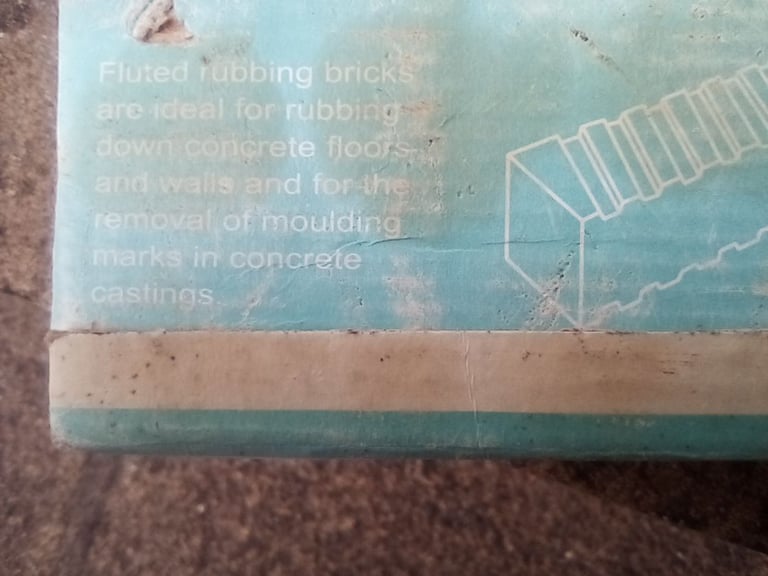 Fluted rubbing bricks
are ideal for rubbing
down concrete floors
and walls and for the
removal of moulding
marks in concrete
castings.